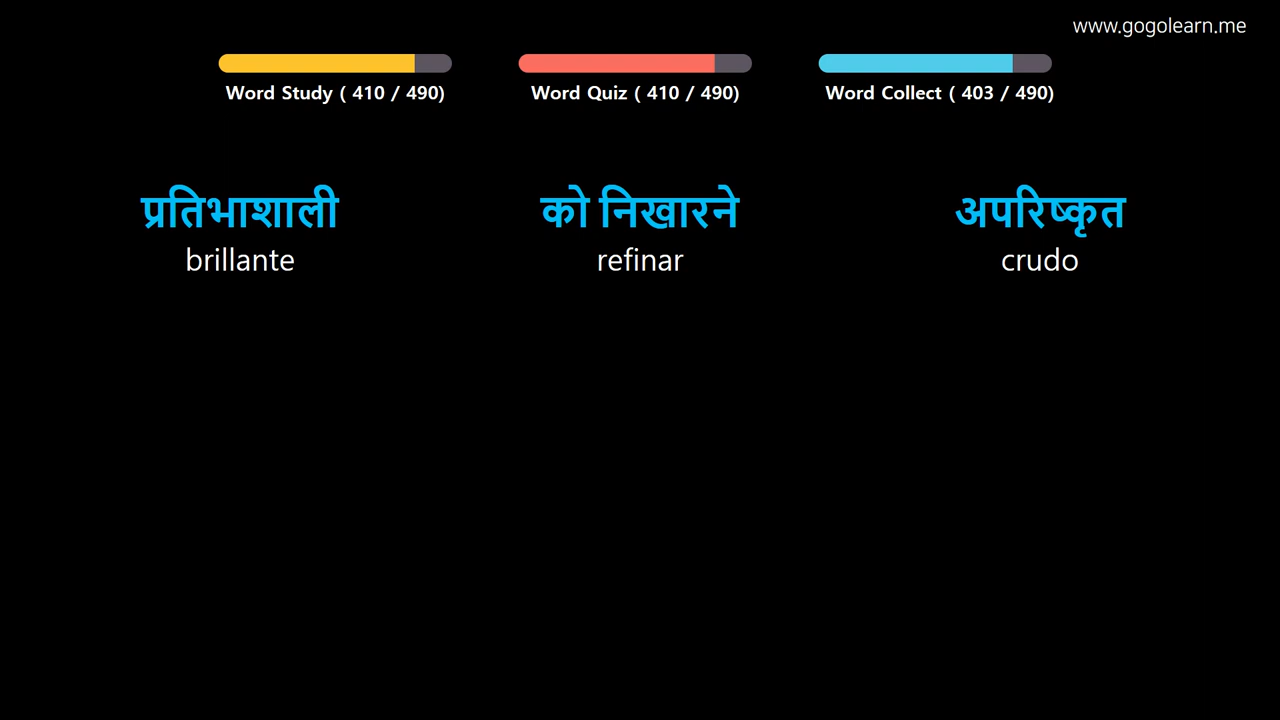 www.gogolearn.me
Word Study ( 410 / 490)
Word Quiz ( 410 / 490)
Word Collect ( 403 / 490)
प्रतिभाशाली
brillante
को निखारने
refinar
अपरिष्कृत
crudo